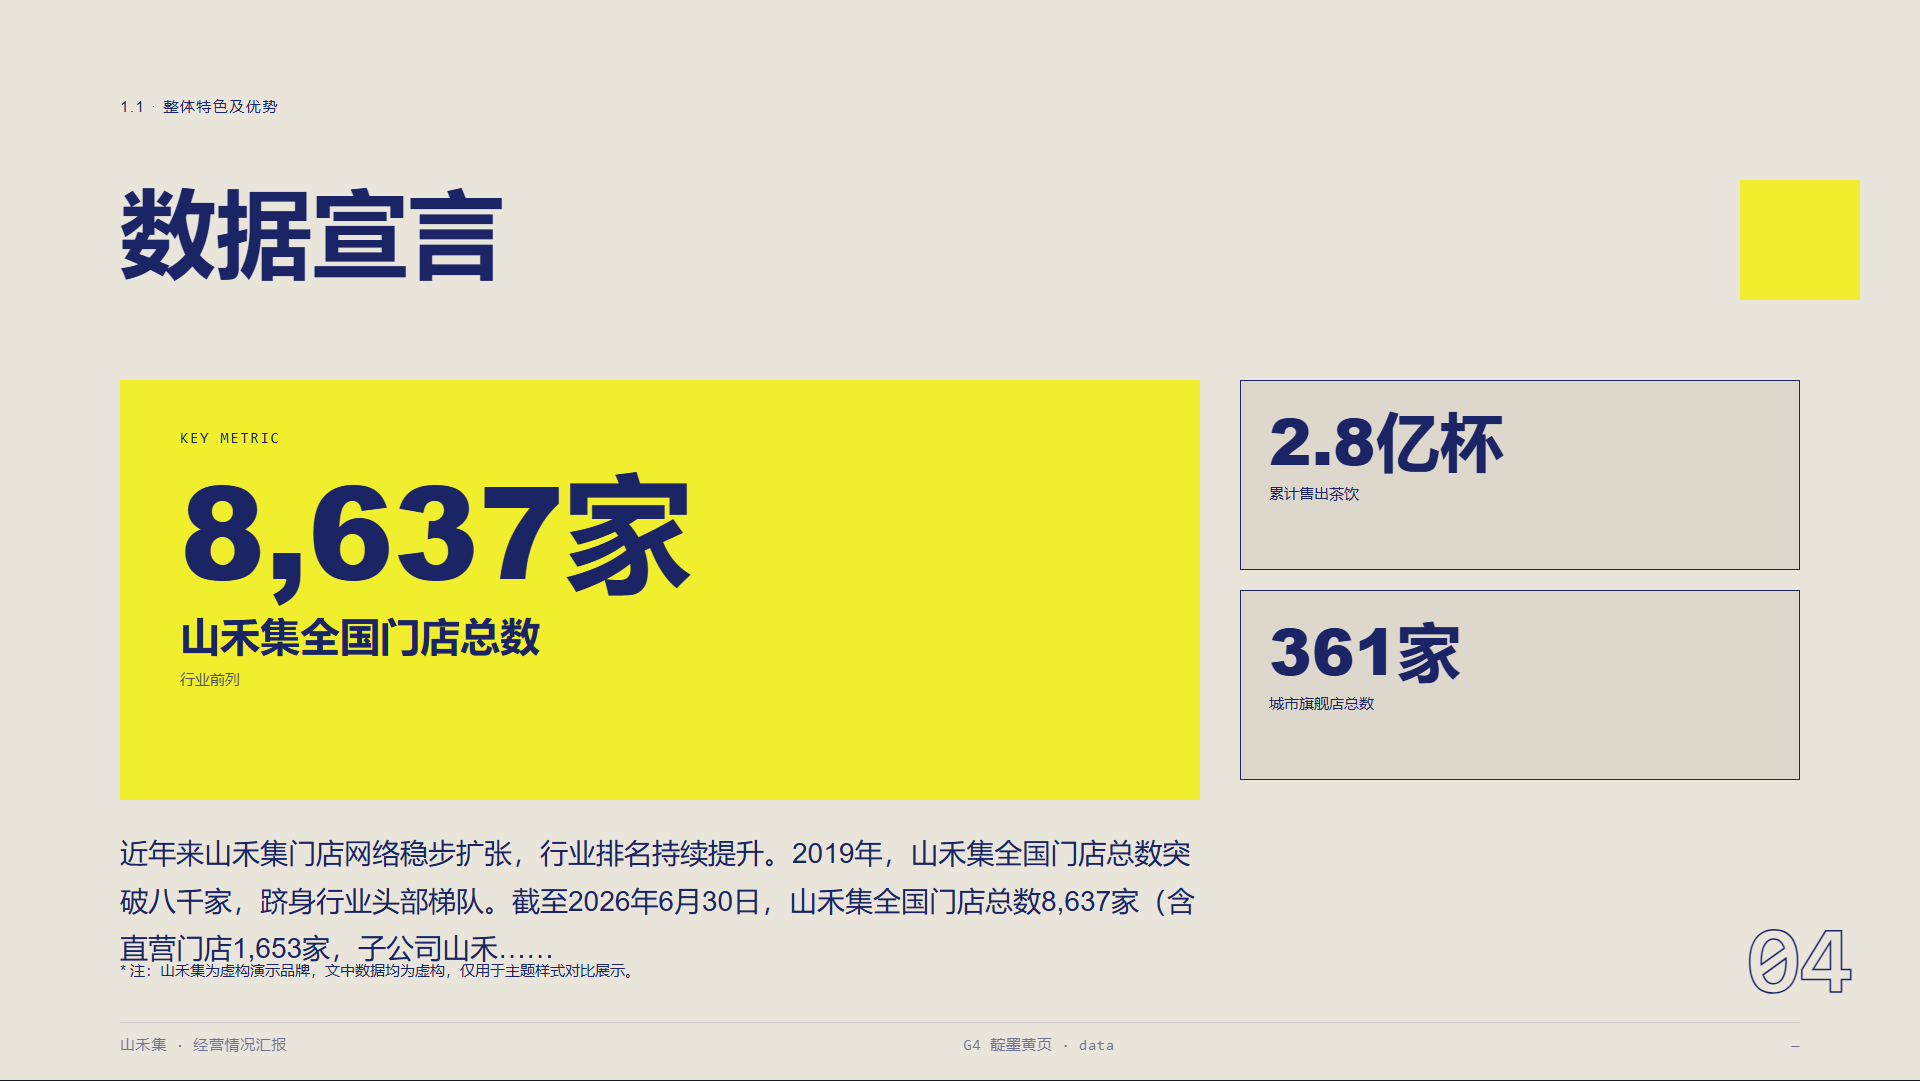 1.1 · 整体特色及优势
数据宣言
KEY METRIC
8,637家
山禾集全国门店总数
行业前列
2.8亿杯
累计售出茶饮
361家
城市旗舰店总数
近年来山禾集门店网络稳步扩张，行业排名持续提升。2019年，山禾集全国门店总数突
破八千家，跻身行业头部梯队。截至2026年6月30日，山禾集全国门店总数8,637家（含
直营门店1,653家，子公司山禾……
* 注：山禾集为虚构演示品牌，文中数据均为虚构，仅用于主题样式对比展示。
04
山禾集 · 经营情况汇报
G4 靛墨黄页 · data
—